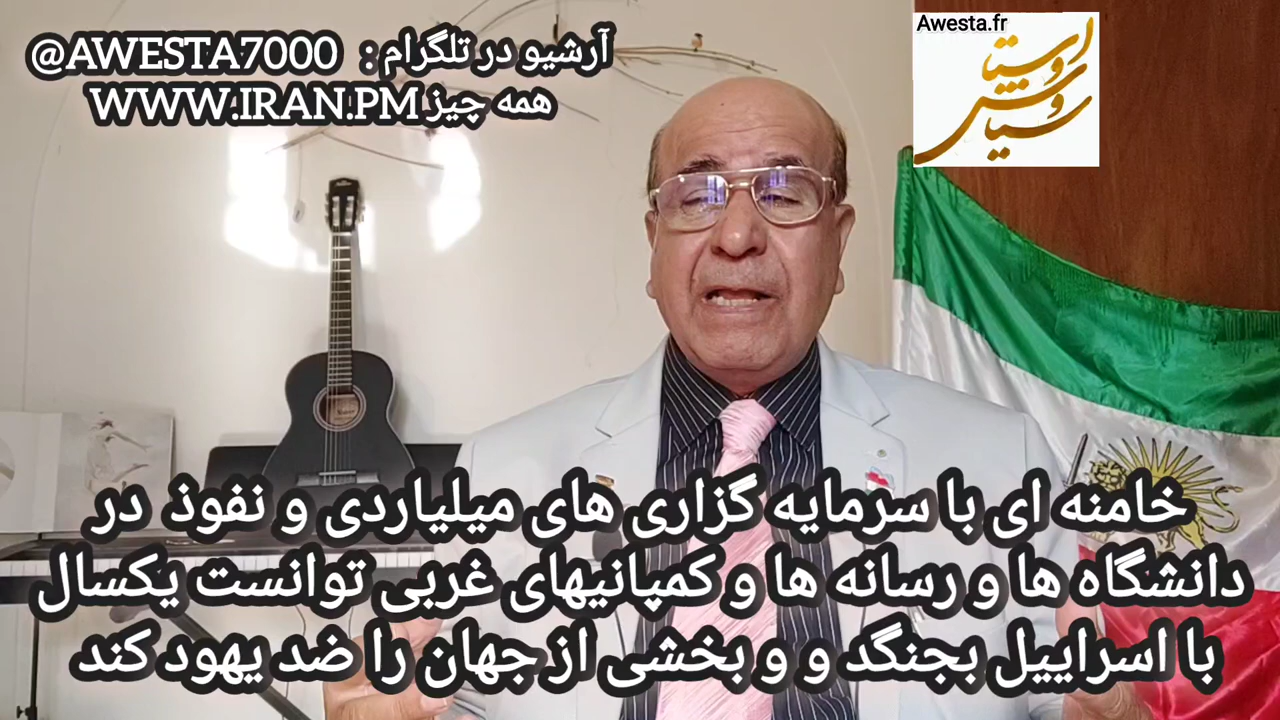 آرشیو در تلگرام : @AWESTA7000
همه چیز WWW.IRAN.PM
Awesta.fr
اوستا
و
سیاوش
خامنه ای با سرمایه گزاری های میلیاردی و نفوذ در
دانشگاه ها و رسانه ها و کمپانیهای غربی توانست یکسال
با اسراییل بجنگد و و بخشی از جهان را ضد یهود کند